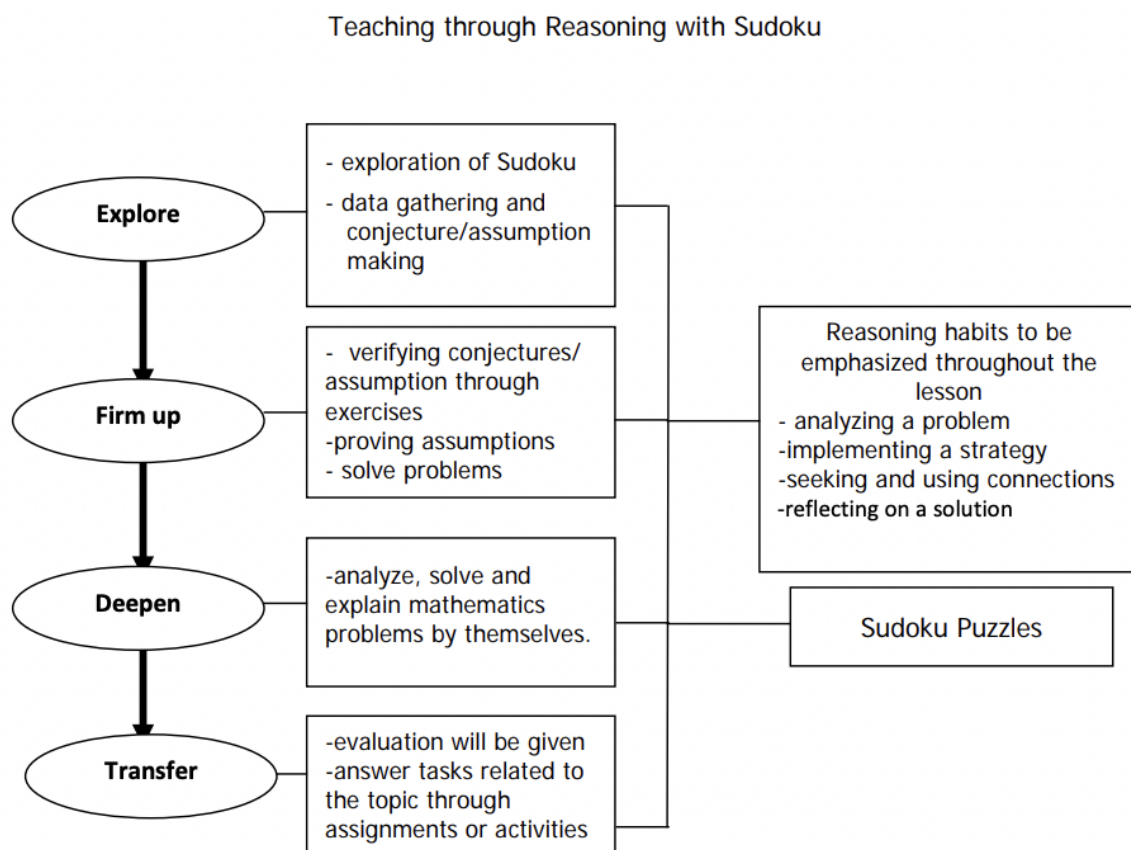 Teaching through Reasoning with Sudoku
Explore
- exploration of Sudoku
- data gathering and
conjecture/assumption
making
Firm up
- verifying conjectures/
assumption through
exercises
-proving assumptions
- solve problems
Deepen
-analyze, solve and
explain mathematics
problems by themselves.
Transfer
-evaluation will be given
-answer tasks related to
the topic through
assignments or activities
Reasoning habits to be
emphasized throughout the
lesson
- analyzing a problem
-implementing a strategy
-seeking and using connections
-reflecting on a solution
Sudoku Puzzles